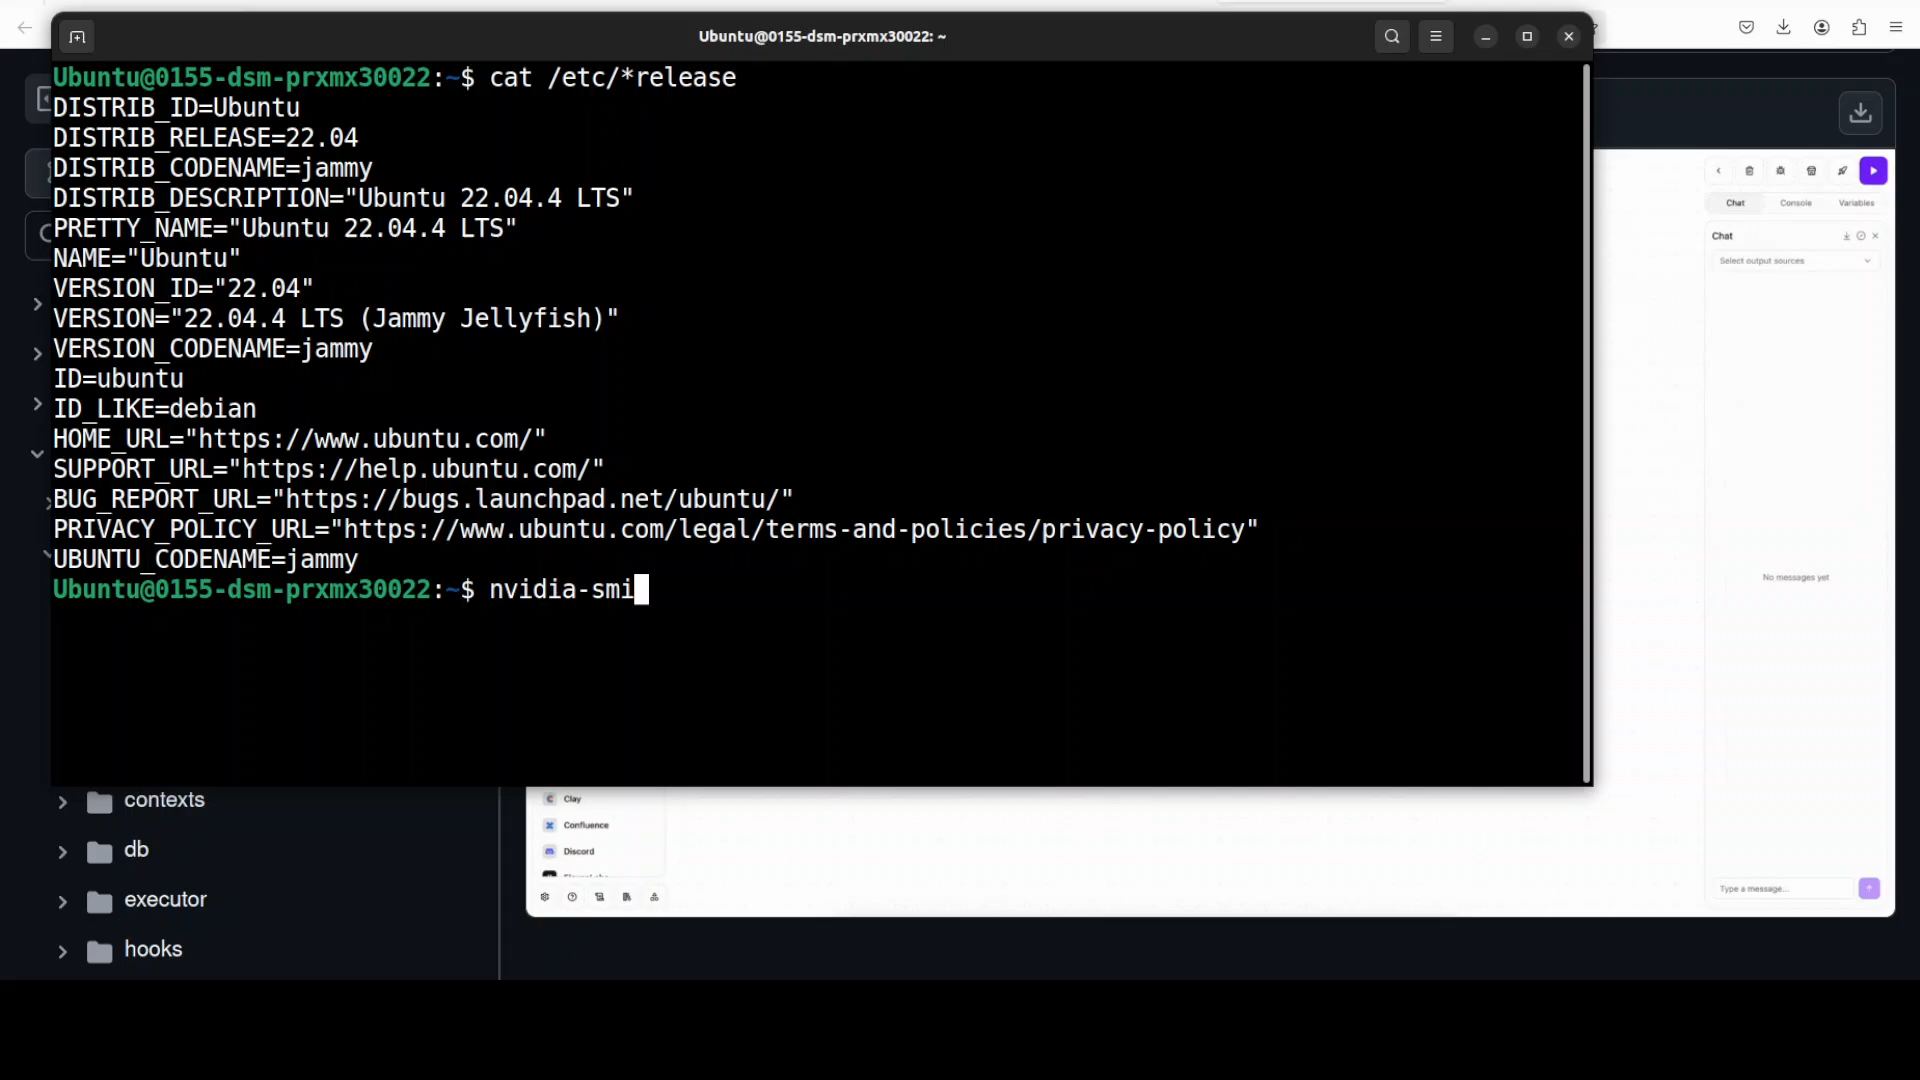 Ubuntu@0155-dsm-prxmx30022: ~
Ubuntu@0155-dsm-prxmx30022:~$ cat /etc/*release
DISTRIB_ID=Ubuntu
DISTRIB_RELEASE=22.04
DISTRIB_CODENAME=jammy
DISTRIB_DESCRIPTION="Ubuntu 22.04.4 LTS"
PRETTY_NAME="Ubuntu 22.04.4 LTS"
NAME="Ubuntu"
VERSION_ID="22.04"
VERSION="22.04.4 LTS (Jammy Jellyfish)"
VERSION_CODENAME=jammy
ID=ubuntu
ID_LIKE=debian
HOME_URL="https://www.ubuntu.com/"
SUPPORT_URL="https://help.ubuntu.com/"
BUG_REPORT_URL="https://bugs.launchpad.net/ubuntu/"
PRIVACY_POLICY_URL="https://www.ubuntu.com/legal/terms-and-policies/privacy-policy"
UBUNTU_CODENAME=jammy
Ubuntu@0155-dsm-prxmx30022:~$ nvidia-smi
contexts
db
executor
hooks
Clay
Confluence
Discord
Chat Console Variables
Chat
Select output sources
No messages yet
Type a message...